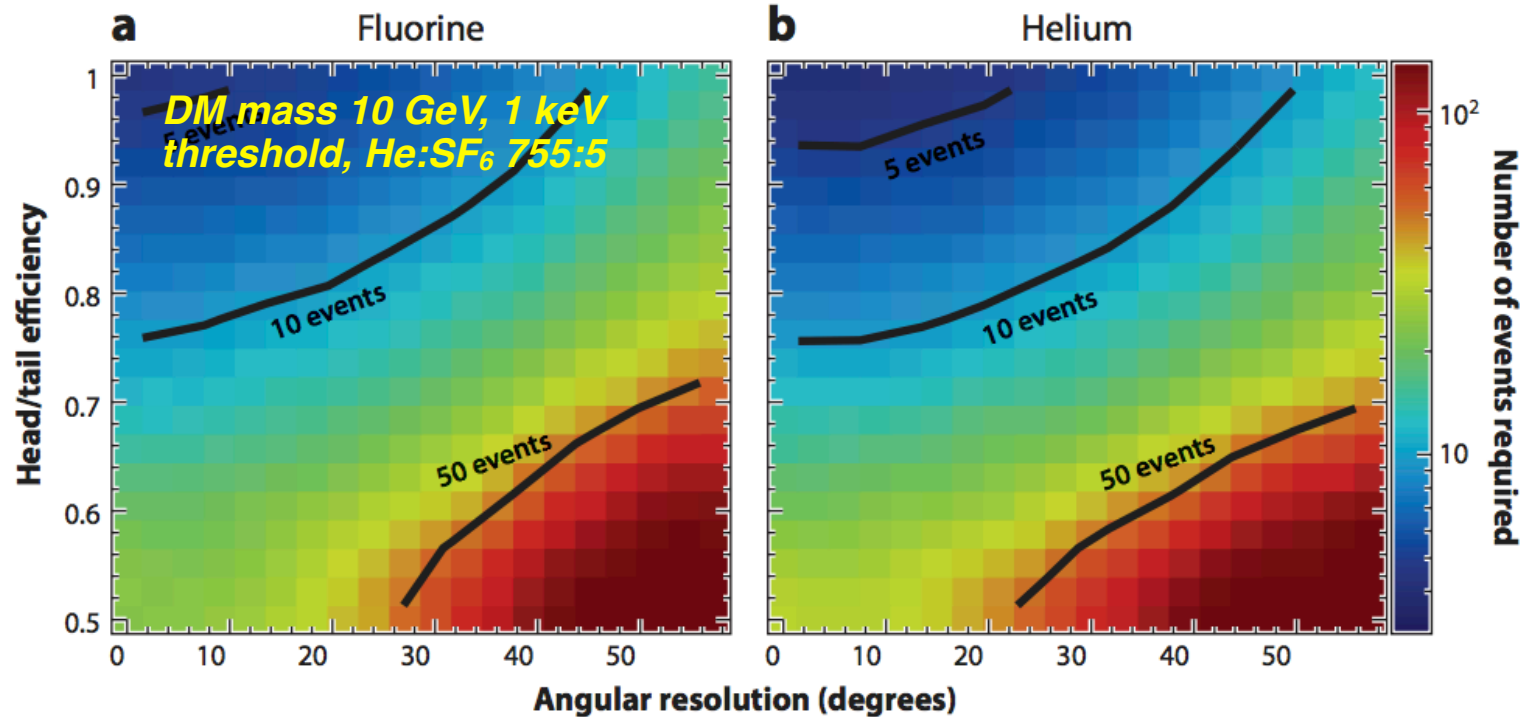 a Fluorine
b Helium
DM mass 10 GeV, 1 keV
threshold, He:SF₆ 755:5
5 events
10 events
50 events
5 events
10 events
50 events
Head/tail efficiency
1
0.9
0.8
0.7
0.6
0.5
0 10 20 30 40 50
0 10 20 30 40 50
Angular resolution (degrees)
10²
10
Number of events required